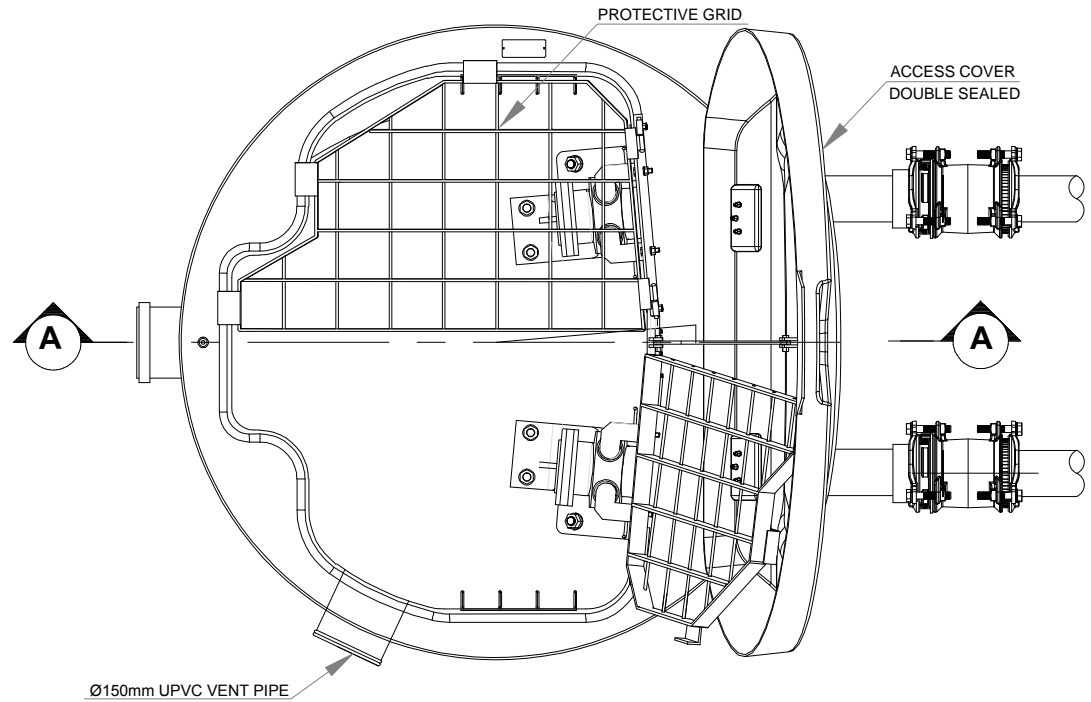 PROTECTIVE GRID
ACCESS COVER
DOUBLE SEALED
A
A
Ø150mm UPVC VENT PIPE